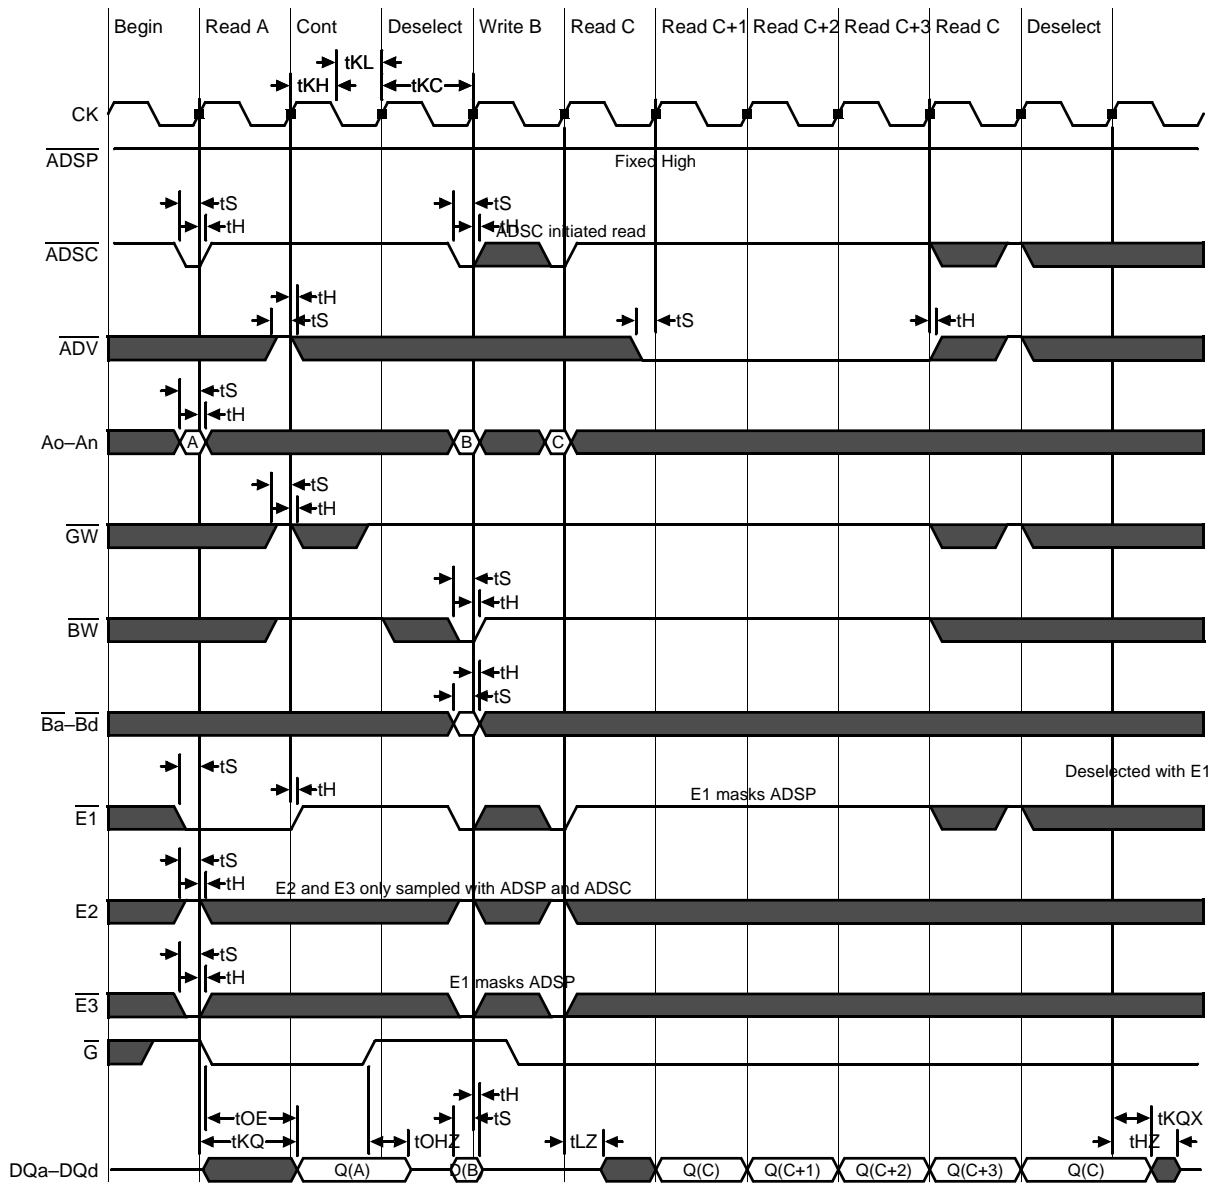 Begin Read A Cont Deselect Write B Read C Read C+1 Read C+2 Read C+3 Read C Deselect
tKL
tKH tKC
CK
ADSP Fixed High
tS tS
tH tH
ADSC ADSC initiated read
tH
tS tS tH
ADV
tS
tH
Ao–An A B C
tS
tH
GW
tS
tH
BW
tH
tS
Ba–Bd
tS Deselected with E1
tH
E1 E1 masks ADSP
tS
tH E2 and E3 only sampled with ADSP and ADSC
E2
tS
tH E1 masks ADSP
E3
G
tH
tOE tS tKQX
tKQ tOHZ tLZ tHZ
DQa–DQd Q(A) D(B Q(C) Q(C+1) Q(C+2) Q(C+3) Q(C)